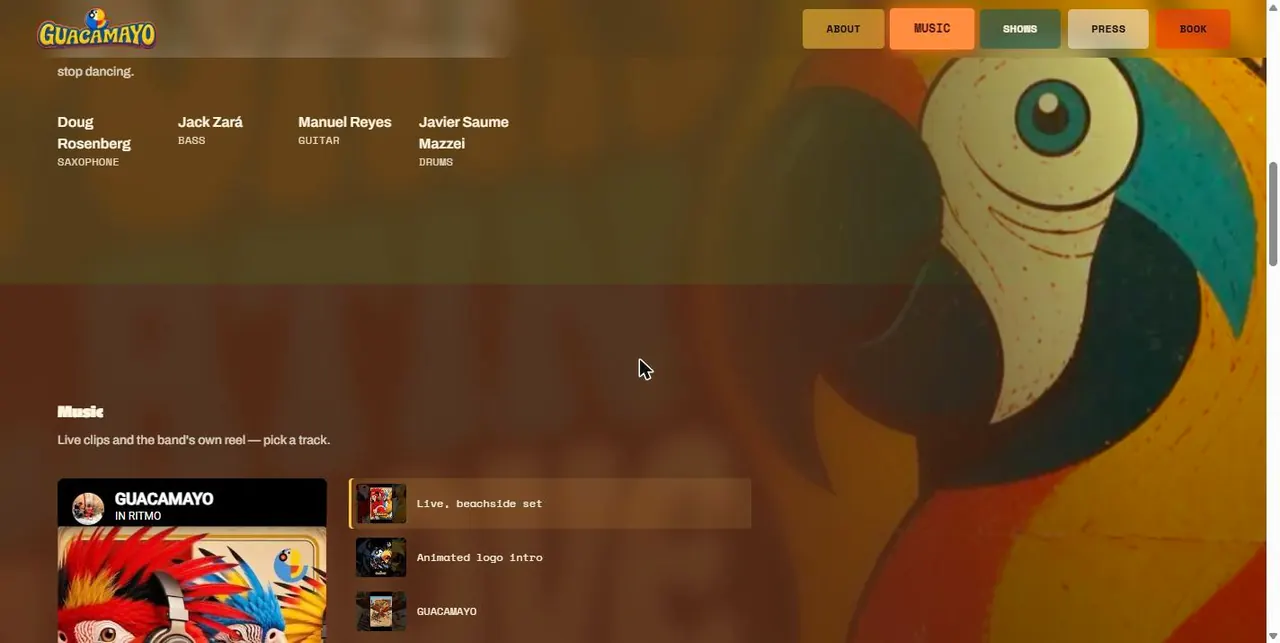 GUACAMAYO
ABOUT
MUSIC
SHOWS
PRESS
BOOK
stop dancing.
Doug Rosenberg
SAXOPHONE
Jack Zará
BASS
Manuel Reyes
GUITAR
Javier Saume Mazzei
DRUMS
Music
Live clips and the band's own reel — pick a track.
GUACAMAYO
IN RITMO
Live, beachside set
Animated logo intro
GUACAMAYO